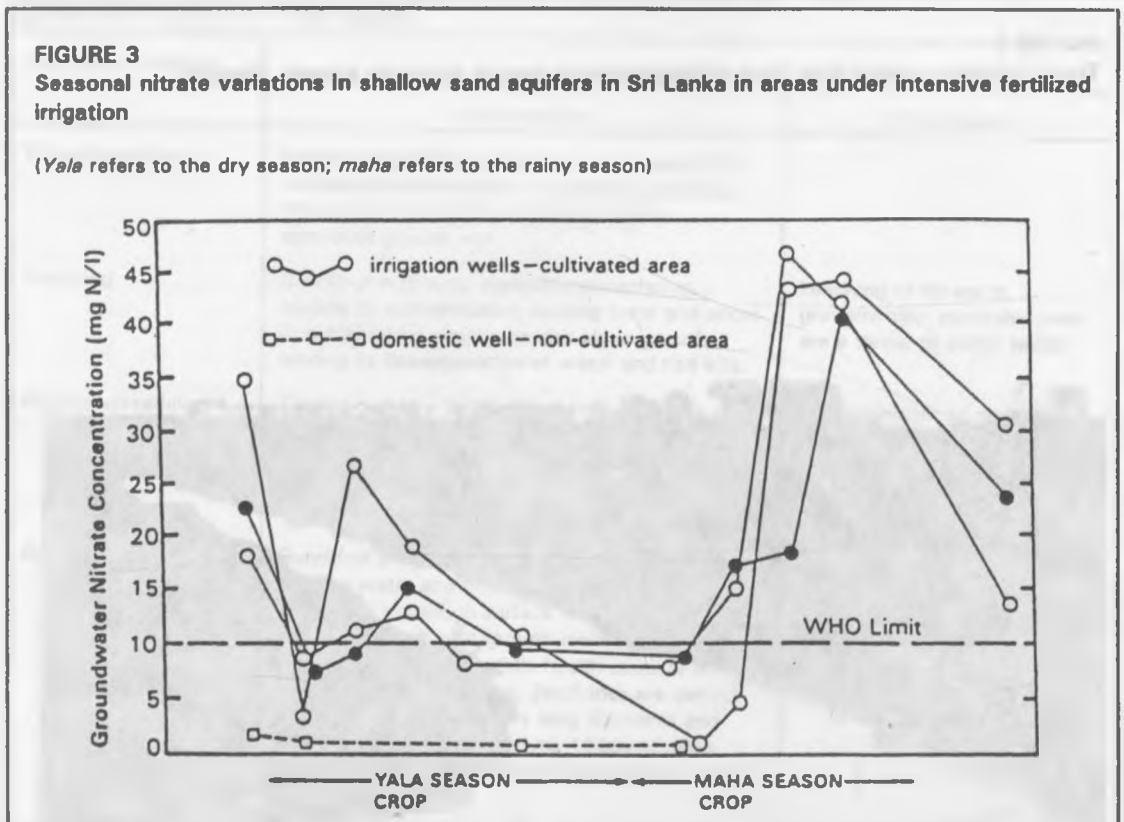 FIGURE 3
Seasonal nitrate variations in shallow sand aquifers in Sri Lanka in areas under intensive fertilized
irrigation
(Yala refers to the dry season; maha refers to the rainy season)
Groundwater Nitrate Concentration (mg N/l)
50
45
40
35
30
25
20
15
10
5
0
irrigation wells–cultivated area
domestic well–non-cultivated area
WHO Limit
YALA SEASON
CROP
MAHA SEASON
CROP